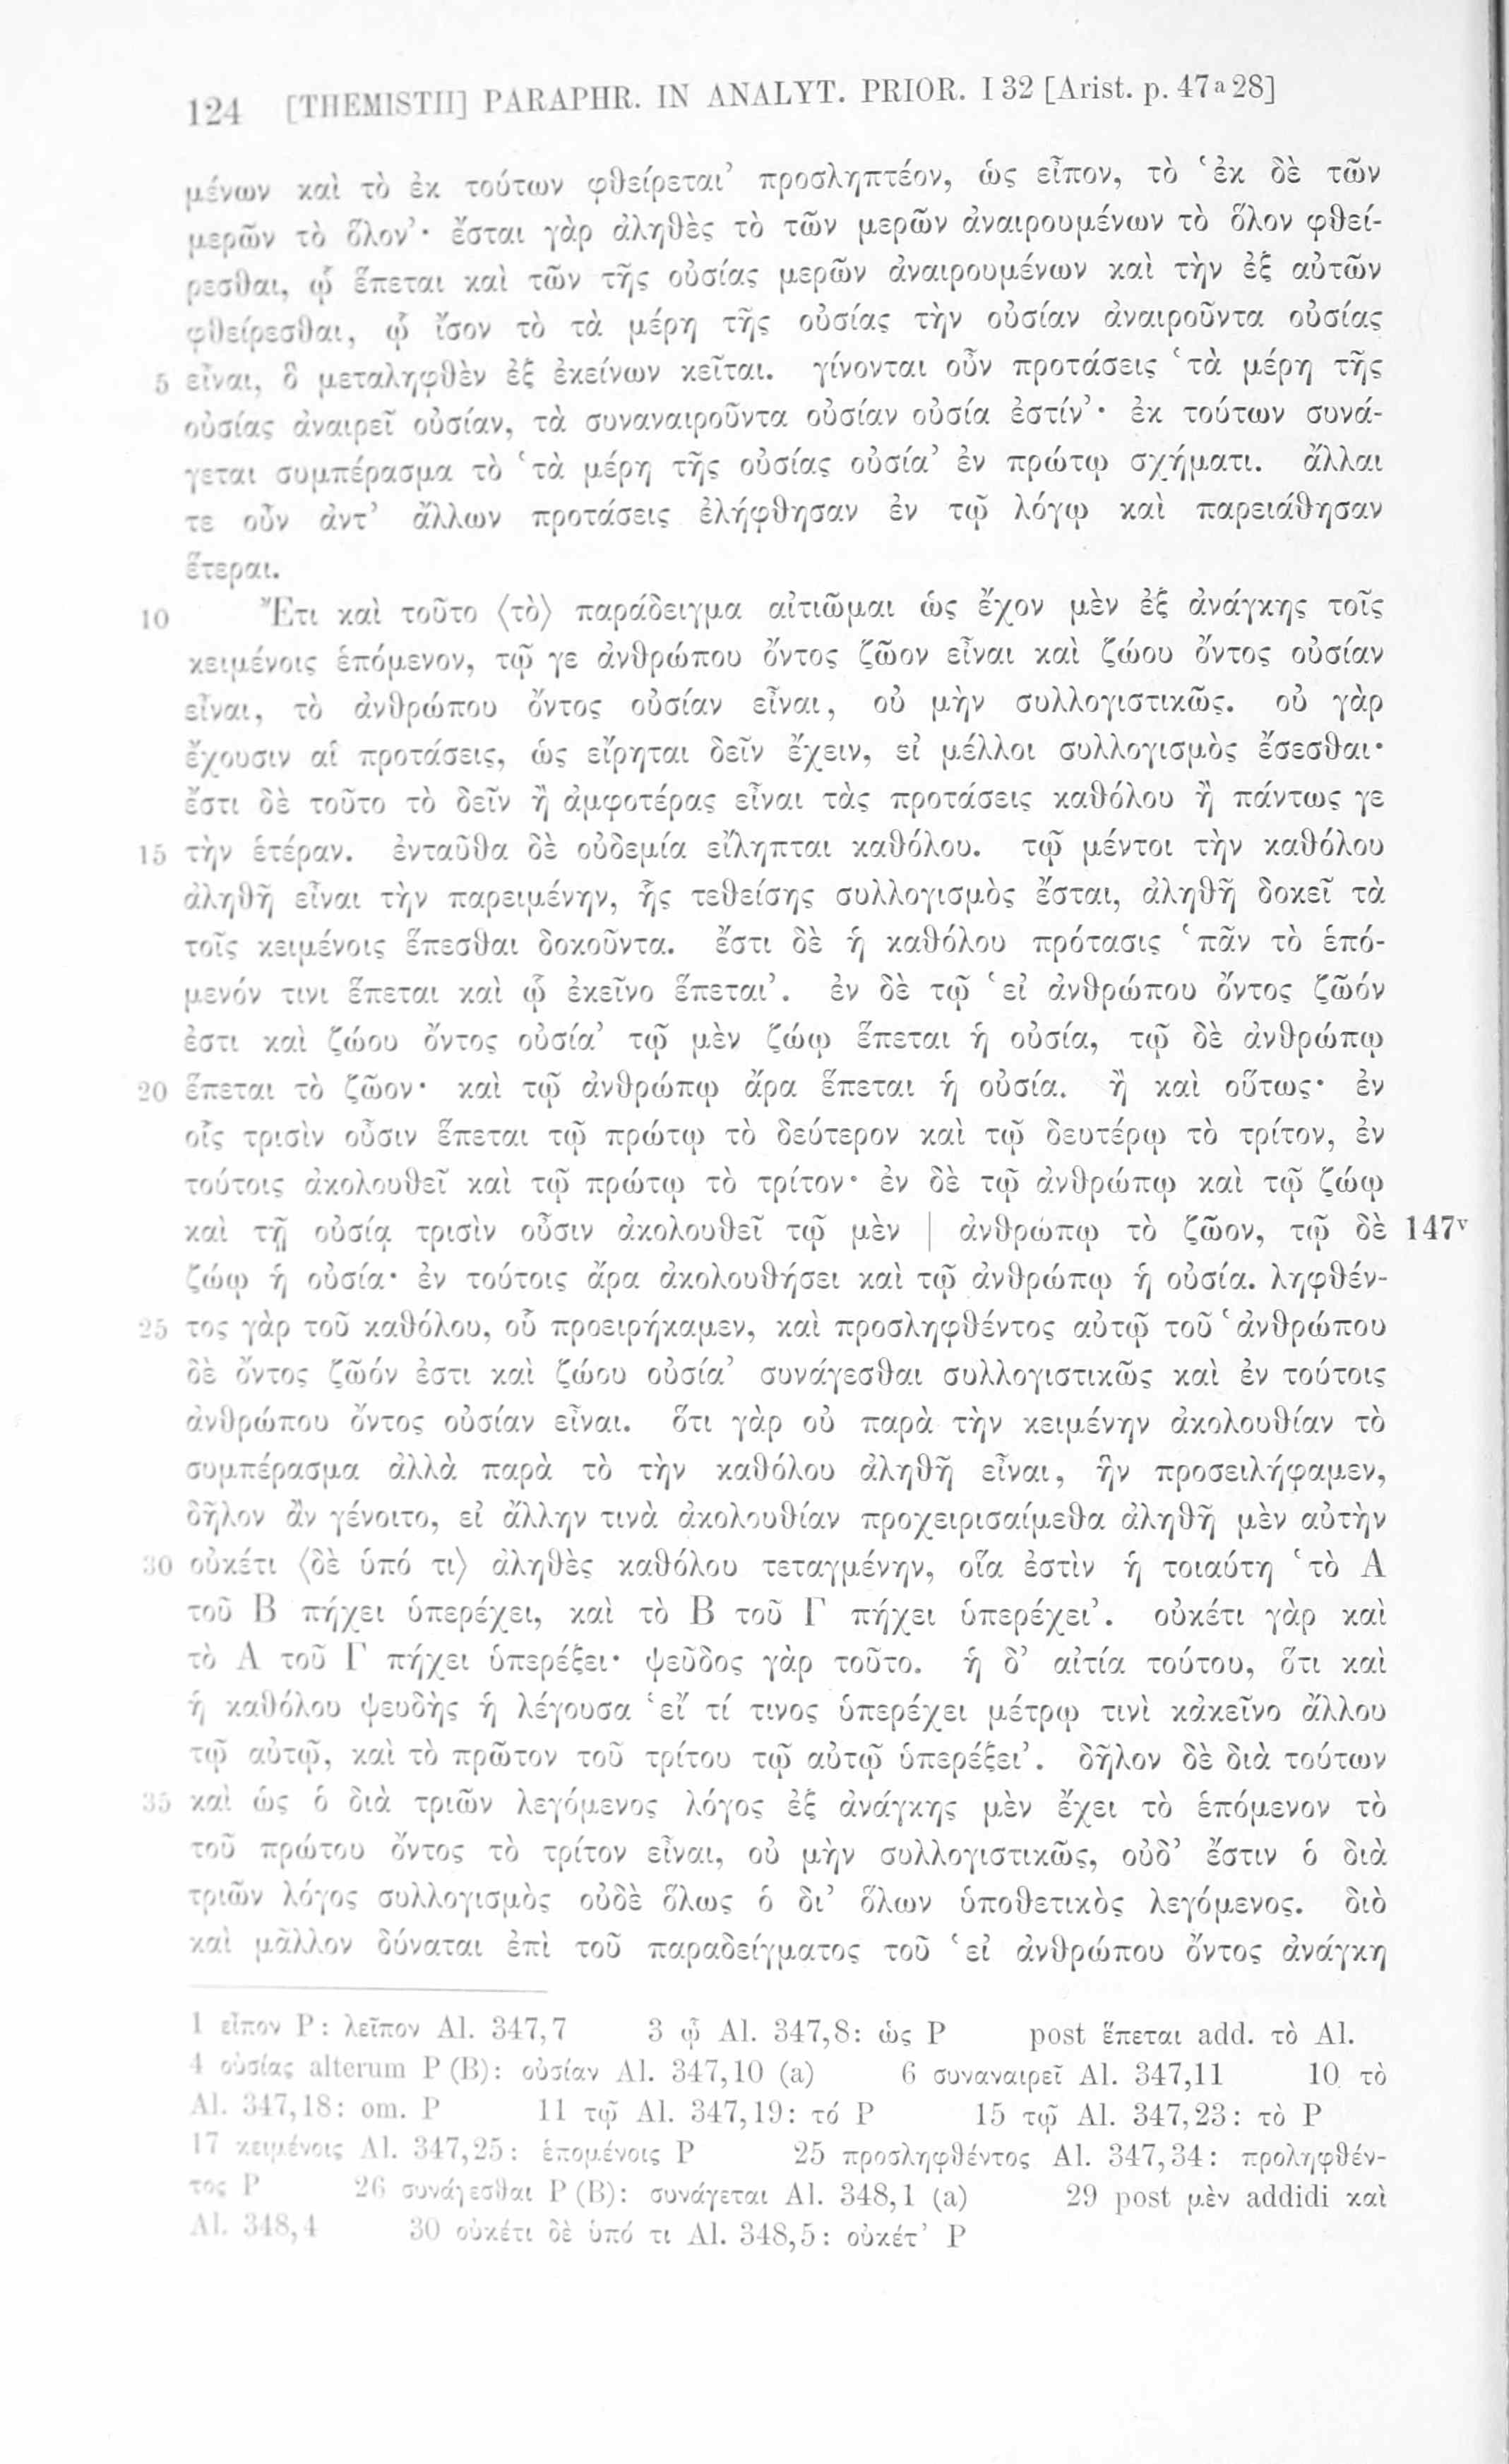 124 [THEMISTII] PARAPHR. IN ANALYT. PRIOR. I 32 [Arist. p. 47a28]
μένων καὶ τὸ ἐκ τούτων φθείρεται’ προσληπτέον, ὡς εἶπον, τὸ ‘ἐκ δὲ τῶν
μερῶν τὸ ὅλον’· ἔσται γὰρ ἀληθὲς τὸ τῶν μερῶν ἀναιρουμένων τὸ ὅλον φθεί-
ρεσθαι, ᾧ ἕπεται καὶ τῶν τῆς οὐσίας μερῶν ἀναιρουμένων καὶ τὴν ἐξ αὐτῶν
φθείρεσθαι, ᾧ ἴσον τὸ τὰ μέρη τῆς οὐσίας τὴν οὐσίαν ἀναιροῦντα οὐσίας
5 εἶναι, ὃ μεταληφθὲν ἐξ ἐκείνων κεῖται. γίνονται οὖν προτάσεις ‘τὰ μέρη τῆς
οὐσίας ἀναιρεῖ οὐσίαν, τὰ συναναιροῦντα οὐσίαν οὐσία ἐστίν’· ἐκ τούτων συνά-
γεται συμπέρασμα τὸ ‘τὰ μέρη τῆς οὐσίας οὐσία’ ἐν πρώτῳ σχήματι. ἄλλαι
τε οὖν ἀντ’ ἄλλων προτάσεις ἐλήφθησαν ἐν τῷ λόγῳ καὶ παρειάθησαν
ἕτεραι.
10 Ἔτι καὶ τοῦτο ⟨τὸ⟩ παράδειγμα αἰτιῶμαι ὡς ἔχον μὲν ἐξ ἀνάγκης τοῖς
κειμένοις ἑπόμενον, τῷ γε ἀνθρώπου ὄντος ζῶον εἶναι καὶ ζώου ὄντος οὐσίαν
εἶναι, τὸ ἀνθρώπου ὄντος οὐσίαν εἶναι, οὐ μὴν συλλογιστικῶς. οὐ γὰρ
ἔχουσιν αἱ προτάσεις, ὡς εἴρηται δεῖν ἔχειν, εἰ μέλλοι συλλογισμὸς ἔσεσθαι·
ἔστι δὲ τοῦτο τὸ δεῖν ἢ ἀμφοτέρας εἶναι τὰς προτάσεις καθόλου ἢ πάντως γε
15 τὴν ἑτέραν. ἐνταῦθα δὲ οὐδεμία εἴληπται καθόλου. τῷ μέντοι τὴν καθόλου
ἀληθῆ εἶναι τὴν παρειμένην, ἧς τεθείσης συλλογισμὸς ἔσται, ἀληθῆ δοκεῖ τὰ
τοῖς κειμένοις ἕπεσθαι δοκοῦντα. ἔστι δὲ ἡ καθόλου πρότασις ‘πᾶν τὸ ἑπό-
μενόν τινι ἕπεται καὶ ᾧ ἐκεῖνο ἕπεται’. ἐν δὲ τῷ ‘εἰ ἀνθρώπου ὄντος ζῶόν
ἐστι καὶ ζώου ὄντος οὐσία’ τῷ μὲν ζώῳ ἕπεται ἡ οὐσία, τῷ δὲ ἀνθρώπῳ
20 ἕπεται τὸ ζῶον· καὶ τῷ ἀνθρώπῳ ἄρα ἕπεται ἡ οὐσία. ἢ καὶ οὕτως· ἐν
οἷς τρισὶν οὖσιν ἕπεται τῷ πρώτῳ τὸ δεύτερον καὶ τῷ δευτέρῳ τὸ τρίτον, ἐν
τούτοις ἀκολουθεῖ καὶ τῷ πρώτῳ τὸ τρίτον· ἐν δὲ τῷ ἀνθρώπῳ καὶ τῷ ζώῳ
καὶ τῇ οὐσίᾳ τρισὶν οὖσιν ἀκολουθεῖ τῷ μὲν | ἀνθρώπῳ τὸ ζῶον, τῷ δὲ 147v
ζώῳ ἡ οὐσία· ἐν τούτοις ἄρα ἀκολουθήσει καὶ τῷ ἀνθρώπῳ ἡ οὐσία. ληφθέν-
25 τος γὰρ τοῦ καθόλου, οὗ προειρήκαμεν, καὶ προσληφθέντος αὐτῷ τοῦ ‘ἀνθρώπου
δὲ ὄντος ζῶόν ἐστι καὶ ζώου οὐσία’ συνάγεσθαι συλλογιστικῶς καὶ ἐν τούτοις
ἀνθρώπου ὄντος οὐσίαν εἶναι. ὅτι γὰρ οὐ παρὰ τὴν κειμένην ἀκολουθίαν τὸ
συμπέρασμα ἀλλὰ παρὰ τὸ τὴν καθόλου ἀληθῆ εἶναι, ἣν προσειλήφαμεν,
δῆλον ἂν γένοιτο, εἰ ἄλλην τινὰ ἀκολουθίαν προχειρισαίμεθα ἀληθῆ μὲν αὐτὴν
30 οὐκέτι ⟨δὲ ὑπό τι⟩ ἀληθὲς καθόλου τεταγμένην, οἵα ἐστὶν ἡ τοιαύτη ‘τὸ Α
τοῦ Β πήχει ὑπερέχει, καὶ τὸ Β τοῦ Γ πήχει ὑπερέχει’. οὐκέτι γὰρ καὶ
τὸ Α τοῦ Γ πήχει ὑπερέξει· ψεῦδος γὰρ τοῦτο. ἡ δ’ αἰτία τούτου, ὅτι καὶ
ἡ καθόλου ψευδὴς ἡ λέγουσα ‘εἴ τί τινος ὑπερέχει μέτρῳ τινὶ κἀκεῖνο ἄλλου
τῷ αὐτῷ, καὶ τὸ πρῶτον τοῦ τρίτου τῷ αὐτῷ ὑπερέξει’. δῆλον δὲ διὰ τούτων
35 καὶ ὡς ὁ διὰ τριῶν λεγόμενος λόγος ἐξ ἀνάγκης μὲν ἔχει τὸ ἑπόμενον τὸ
τοῦ πρώτου ὄντος τὸ τρίτον εἶναι, οὐ μὴν συλλογιστικῶς, οὐδ’ ἔστιν ὁ διὰ
τριῶν λόγος συλλογισμὸς οὐδὲ ὅλως ὁ δι’ ὅλων ὑποθετικὸς λεγόμενος. διὸ
καὶ μᾶλλον δύναται ἐπὶ τοῦ παραδείγματος τοῦ ‘εἰ ἀνθρώπου ὄντος ἀνάγκη
1 εἶπον P: λεῖπον Al. 347,7 3 ᾧ Al. 347,8: ὡς P post ἕπεται add. τὸ Al.
4 οὐσίας alterum P (B): οὐσίαν Al. 347,10 (a) 6 συναναιρεῖ Al. 347,11 10 τὸ
Al. 347,18: om. P 11 τῷ Al. 347,19: τό P 15 τῷ Al. 347,23: τὸ P
17 κειμένοις Al. 347,25: ἑπομένοις P 25 προσληφθέντος Al. 347,34: προληφθέν-
τος P 26 συνάγεσθαι P (B): συνάγεται Al. 348,1 (a) 29 post μὲν addidi καὶ
Al. 348,4 30 οὐκέτι δὲ ὑπό τι Al. 348,5: οὐκέτ’ P